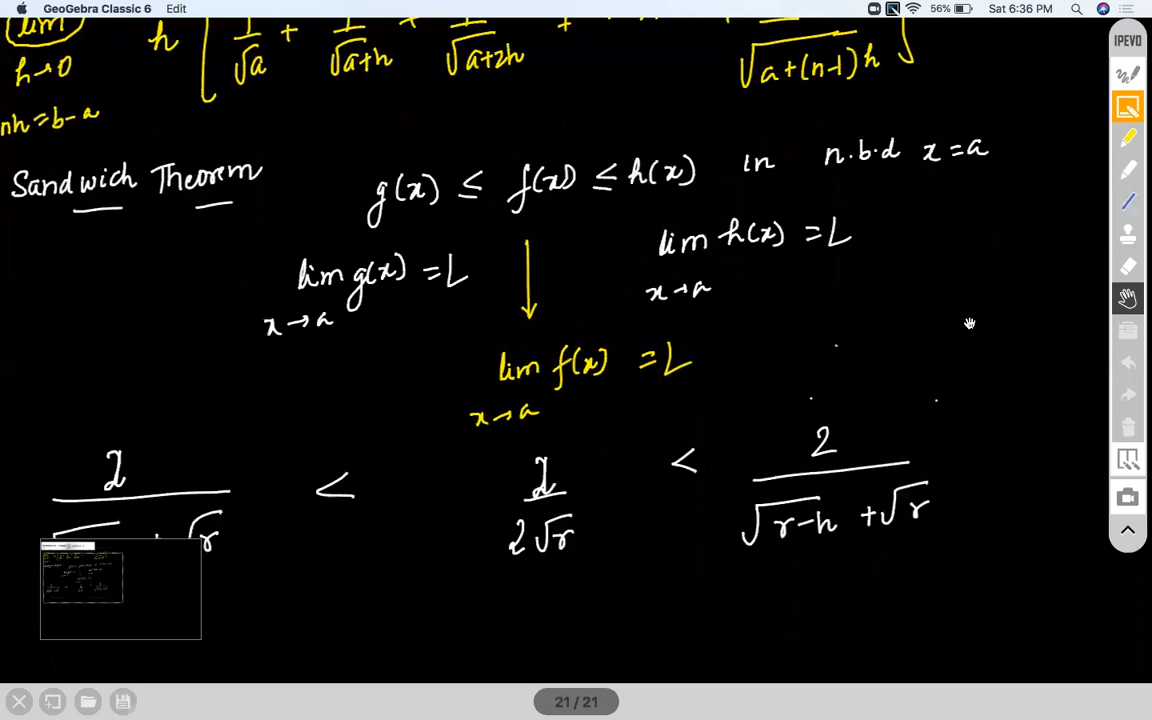 GeoGebra Classic 6 Edit 56% Sat 6:36 PM
IPEVO
lim h→0 h [ 1/√a + 1/√a+h + 1/√a+2h + /√a+(n-1)h ]
nh = b-a
Sandwich Theorem g(x) ≤ f(x) ≤ h(x) in n.b.d x=a
lim x→a g(x) = L lim x→a h(x) = L
lim x→a f(x) = L
2/ √r < 2/2√r < 2/√r-h + √r
21 / 21